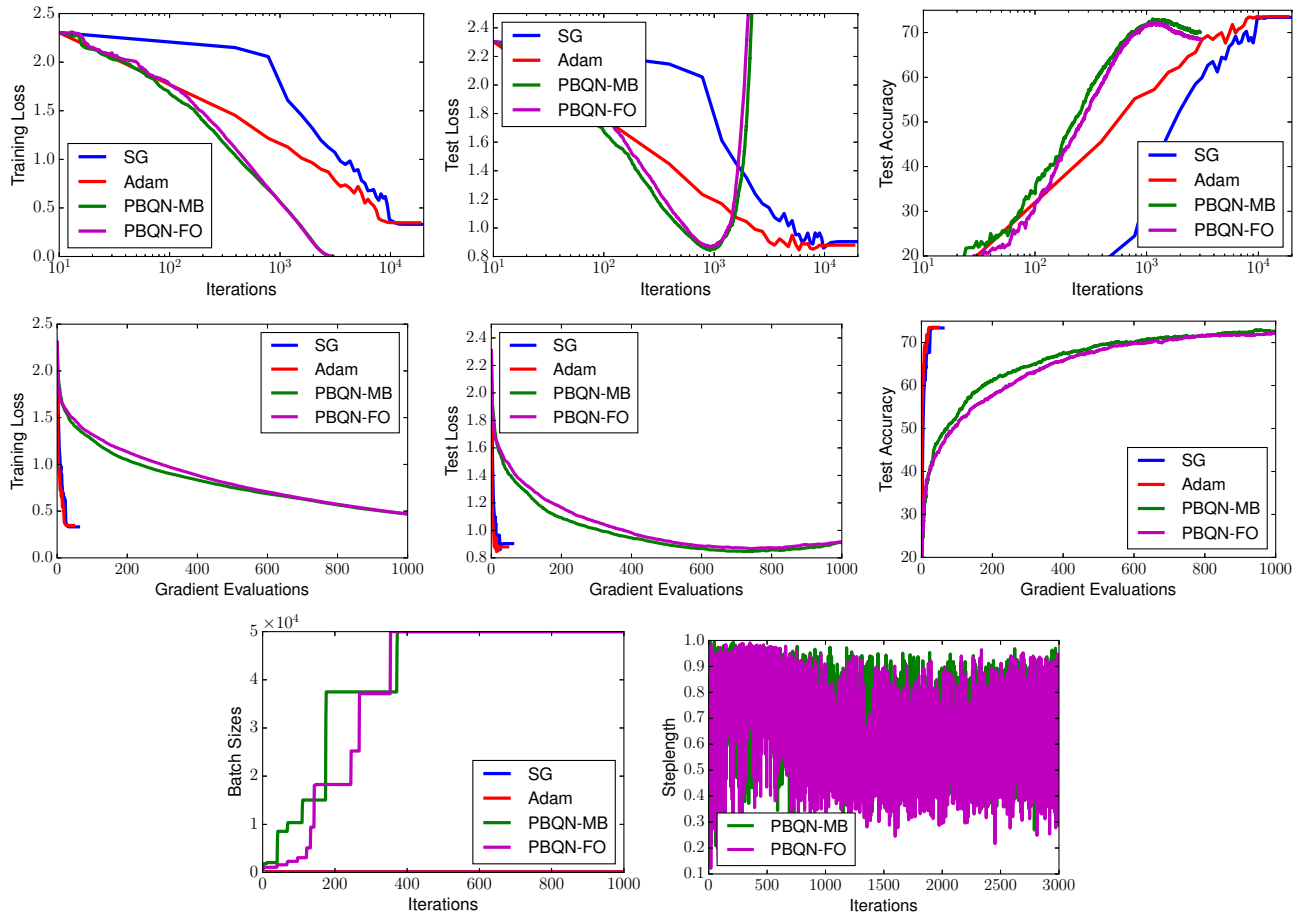 2.5
2.0
1.5
1.0
0.5
0.0
Training Loss
10^1 10^2 10^3 10^4
Iterations
SG
Adam
PBQN-MB
PBQN-FO
2.4
2.2
2.0
1.8
1.6
1.4
1.2
1.0
0.8
Test Loss
10^1 10^2 10^3 10^4
Iterations
SG
Adam
PBQN-MB
PBQN-FO
70
60
50
40
30
20
Test Accuracy
10^1 10^2 10^3 10^4
Iterations
SG
Adam
PBQN-MB
PBQN-FO
2.5
2.0
1.5
1.0
0.5
0.0
Training Loss
0 200 400 600 800 1000
Gradient Evaluations
SG
Adam
PBQN-MB
PBQN-FO
2.4
2.2
2.0
1.8
1.6
1.4
1.2
1.0
0.8
Test Loss
0 200 400 600 800 1000
Gradient Evaluations
SG
Adam
PBQN-MB
PBQN-FO
70
60
50
40
30
20
Test Accuracy
0 200 400 600 800 1000
Gradient Evaluations
SG
Adam
PBQN-MB
PBQN-FO
×10^4
5
4
3
2
1
0
Batch Sizes
0 200 400 600 800 1000
Iterations
SG
Adam
PBQN-MB
PBQN-FO
1.0
0.9
0.8
0.7
0.6
0.5
0.4
0.3
0.2
0.1
Steplength
0 500 1000 1500 2000 2500 3000
Iterations
PBQN-MB
PBQN-FO